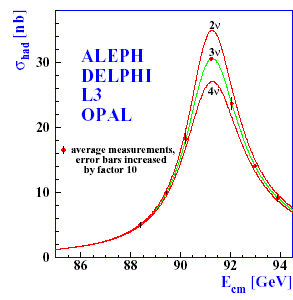 σhad [nb]
2ν
3ν
4ν
ALEPH
DELPHI
L3
OPAL
average measurements,
error bars increased
by factor 10
30
20
10
0
86 88 90 92 94
Ecm [GeV]